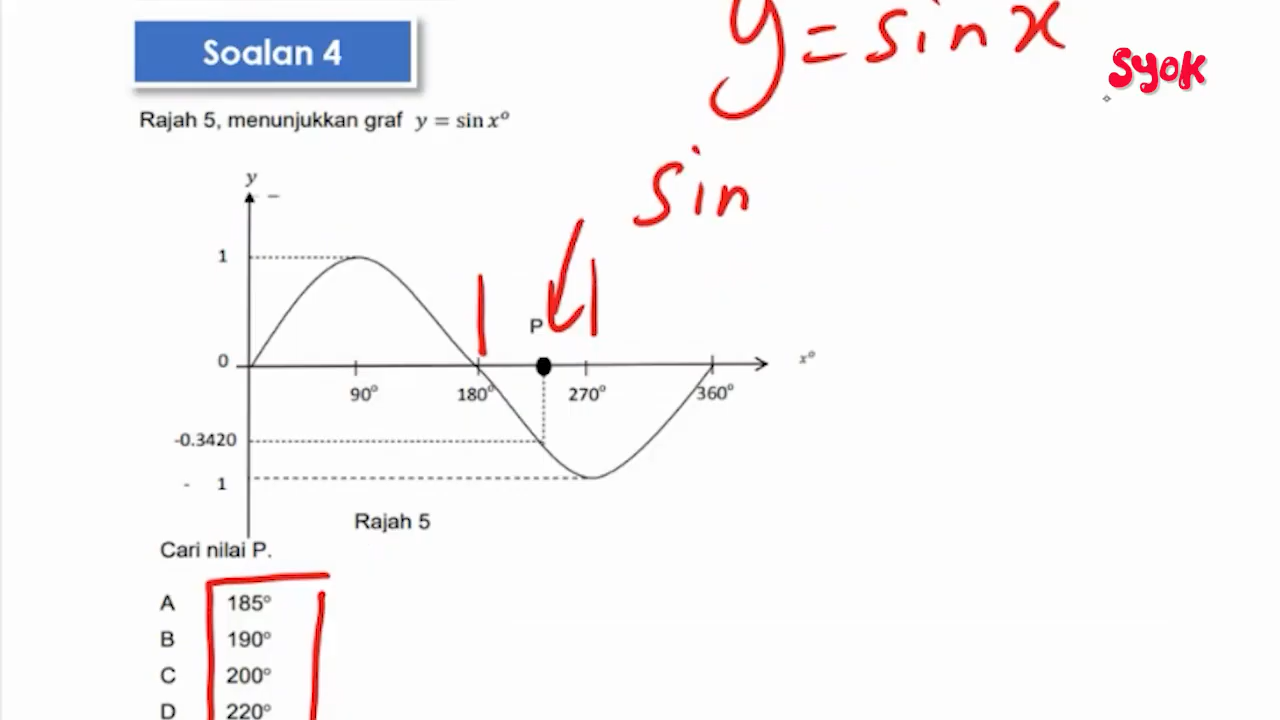 Soalan 4
y = sin x
Syok
Rajah 5, menunjukkan graf y = sin x°
sin
y
1
P
0
x°
90°
180°
270°
360°
-0.3420
- 1
Rajah 5
Cari nilai P.
A 185°
B 190°
C 200°
D 220°